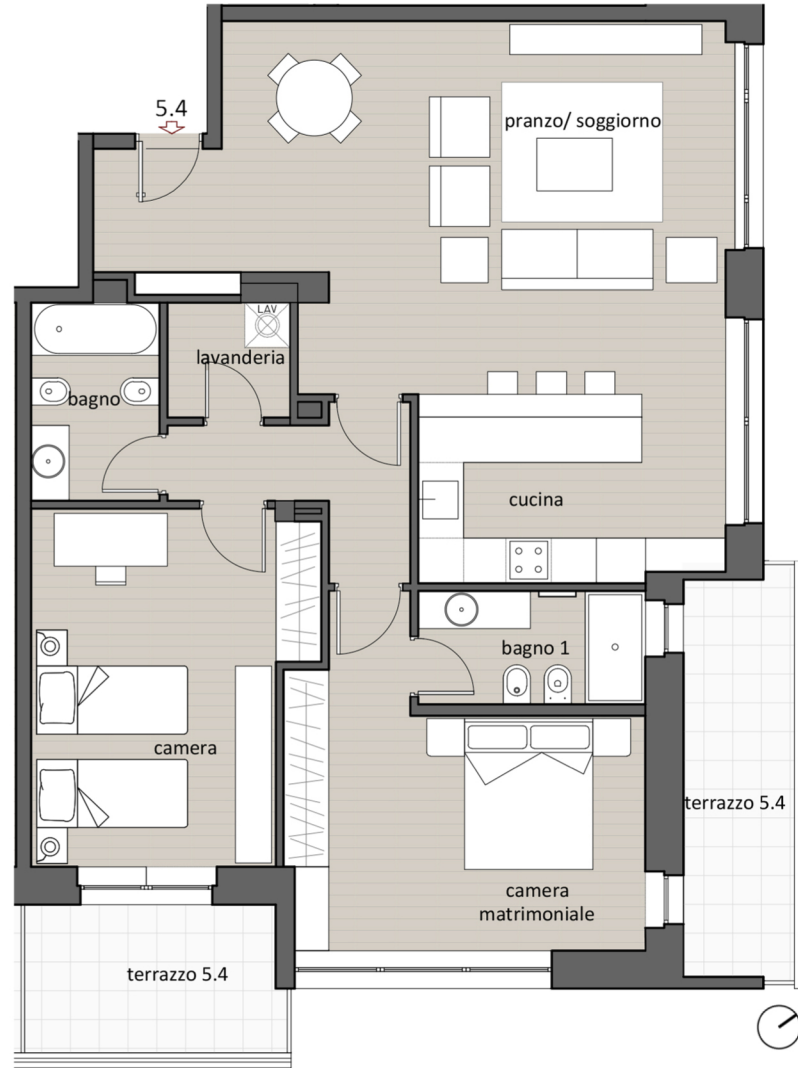 5.4
pranzo/ soggiorno
LAV
lavanderia
bagno
cucina
bagno 1
camera
terrazzo 5.4
camera
matrimoniale
terrazzo 5.4